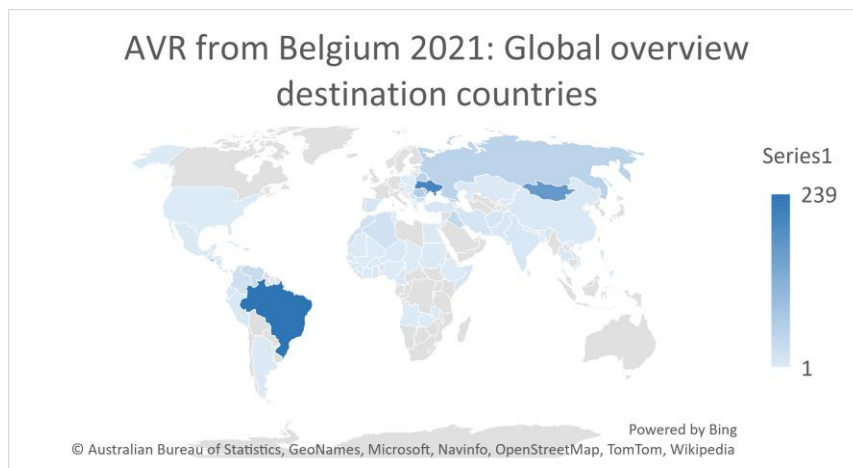 AVR from Belgium 2021: Global overview
destination countries
Series1
239
1
Powered by Bing
© Australian Bureau of Statistics, GeoNames, Microsoft, Navinfo, OpenStreetMap, TomTom, Wikipedia